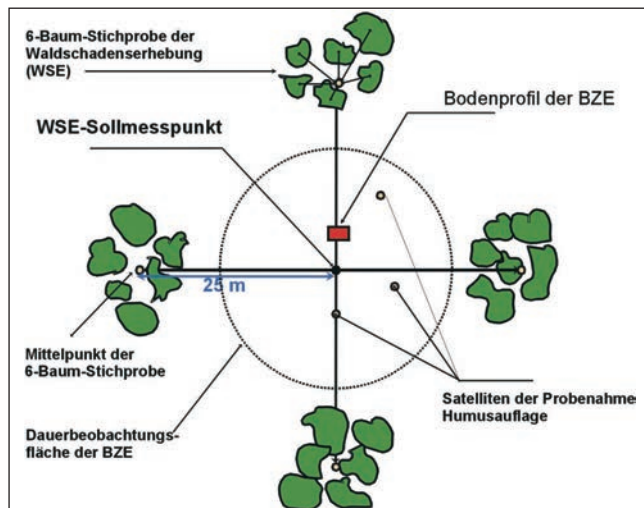 6-Baum-Stichprobe der
Waldschadenserhebung
(WSE)
Bodenprofil der BZE
WSE-Sollmesspunkt
25 m
Mittelpunkt der
6-Baum-Stichprobe
Satelliten der Probenahme
Humusauflage
Dauerbeobachtungs-
fläche der BZE